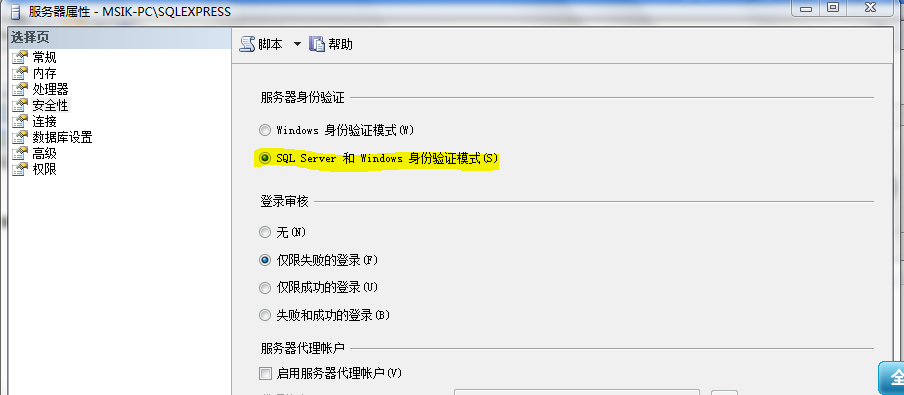 服务器属性 - MSIK-PC\SQLEXPRESS
选择页
常规
内存
处理器
安全性
连接
数据库设置
高级
权限
脚本 帮助
服务器身份验证
Windows 身份验证模式(W)
SQL Server 和 Windows 身份验证模式(S)
登录审核
无(N)
仅限失败的登录(F)
仅限成功的登录(U)
失败和成功的登录(B)
服务器代理帐户
启用服务器代理帐户(V)
全